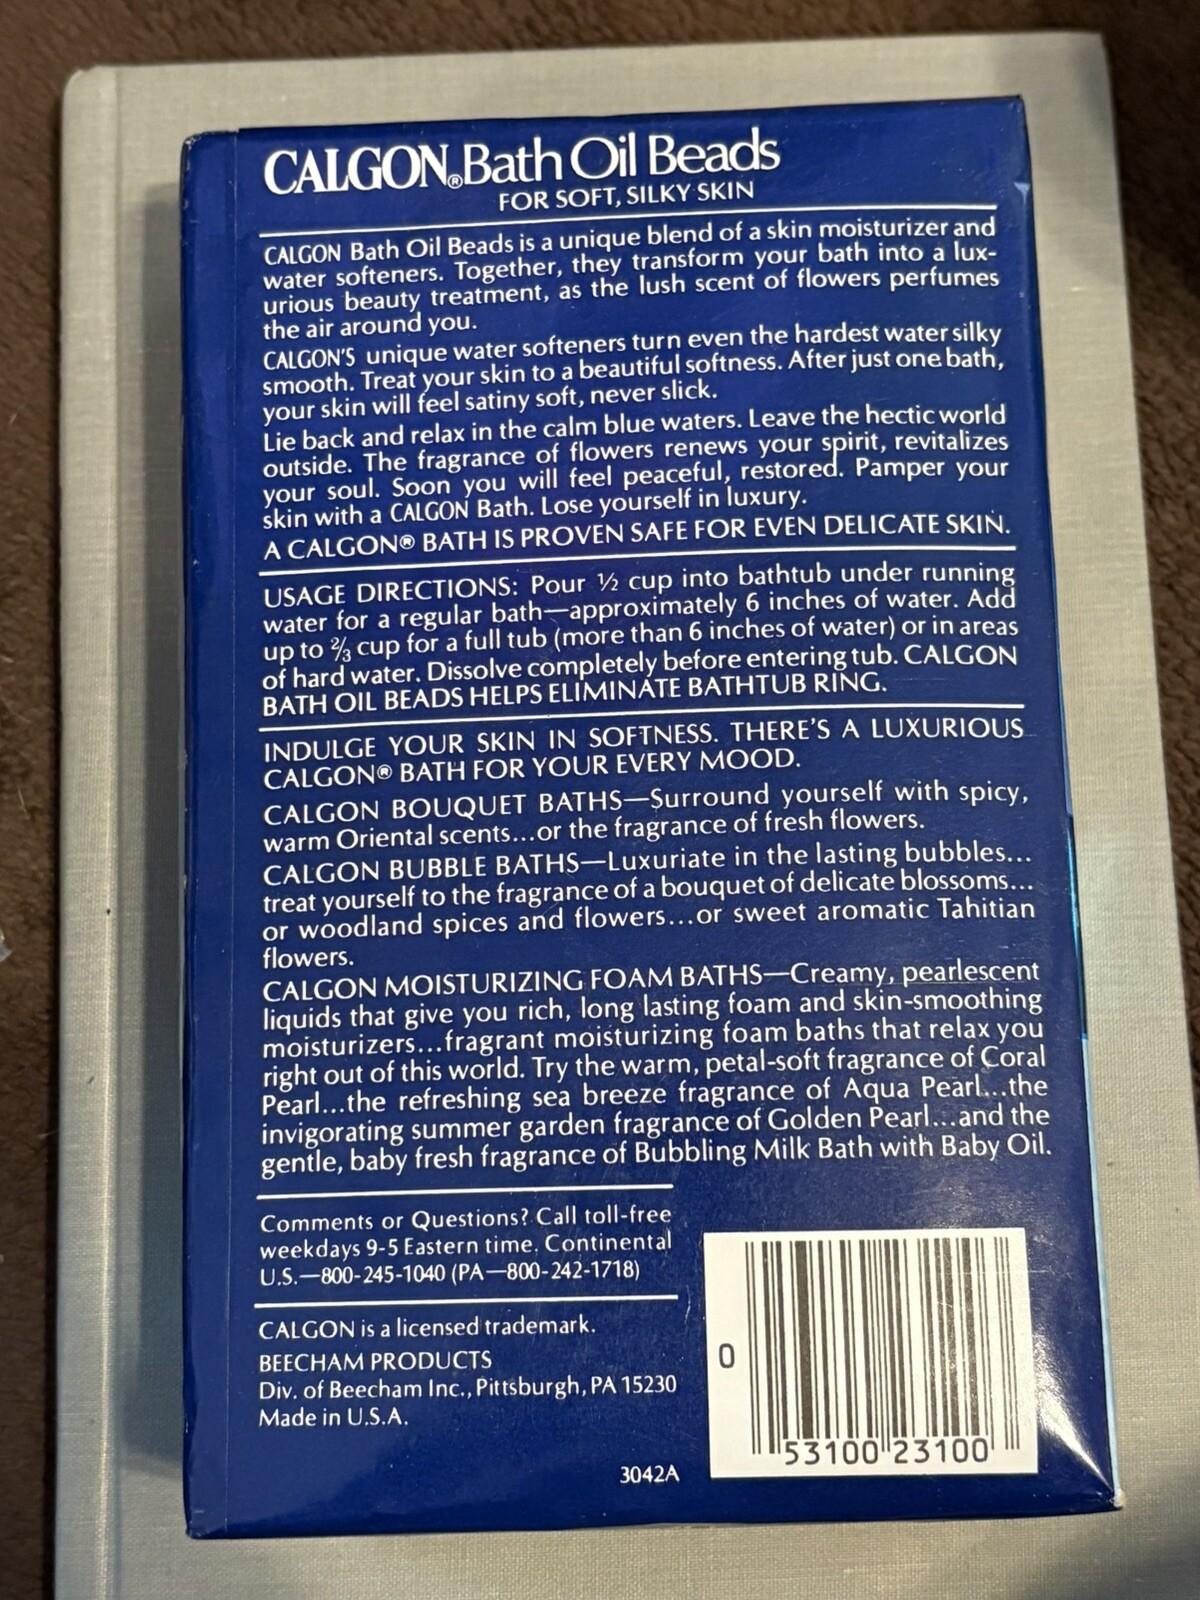 CALGON® Bath Oil Beads
FOR SOFT, SILKY SKIN
CALGON Bath Oil Beads is a unique blend of a skin moisturizer and
water softeners. Together, they transform your bath into a lux-
urious beauty treatment, as the lush scent of flowers perfumes
the air around you.
CALGON'S unique water softeners turn even the hardest water silky
smooth. Treat your skin to a beautiful softness. After just one bath,
your skin will feel satiny soft, never slick.
Lie back and relax in the calm blue waters. Leave the hectic world
outside. The fragrance of flowers renews your spirit, revitalizes
your soul. Soon you will feel peaceful, restored. Pamper your
skin with a CALGON Bath. Lose yourself in luxury.
A CALGON® BATH IS PROVEN SAFE FOR EVEN DELICATE SKIN.
USAGE DIRECTIONS: Pour ½ cup into bathtub under running
water for a regular bath—approximately 6 inches of water. Add
up to ⅔ cup for a full tub (more than 6 inches of water) or in areas
of hard water. Dissolve completely before entering tub. CALGON
BATH OIL BEADS HELPS ELIMINATE BATHTUB RING.
INDULGE YOUR SKIN IN SOFTNESS. THERE'S A LUXURIOUS
CALGON® BATH FOR YOUR EVERY MOOD.
CALGON BOUQUET BATHS—Surround yourself with spicy,
warm Oriental scents...or the fragrance of fresh flowers.
CALGON BUBBLE BATHS—Luxuriate in the lasting bubbles...
treat yourself to the fragrance of a bouquet of delicate blossoms...
or woodland spices and flowers...or sweet aromatic Tahitian
flowers.
CALGON MOISTURIZING FOAM BATHS—Creamy, pearlescent
liquids that give you rich, long lasting foam and skin-smoothing
moisturizers...fragrant moisturizing foam baths that relax you
right out of this world. Try the warm, petal-soft fragrance of Coral
Pearl...the refreshing sea breeze fragrance of Aqua Pearl...the
invigorating summer garden fragrance of Golden Pearl...and the
gentle, baby fresh fragrance of Bubbling Milk Bath with Baby Oil.
Comments or Questions? Call toll-free
weekdays 9-5 Eastern time. Continental
U.S.—800-245-1040 (PA—800-242-1718)
CALGON is a licensed trademark.
BEECHAM PRODUCTS
Div. of Beecham Inc., Pittsburgh, PA 15230
Made in U.S.A.
3042A
0 53100 23100